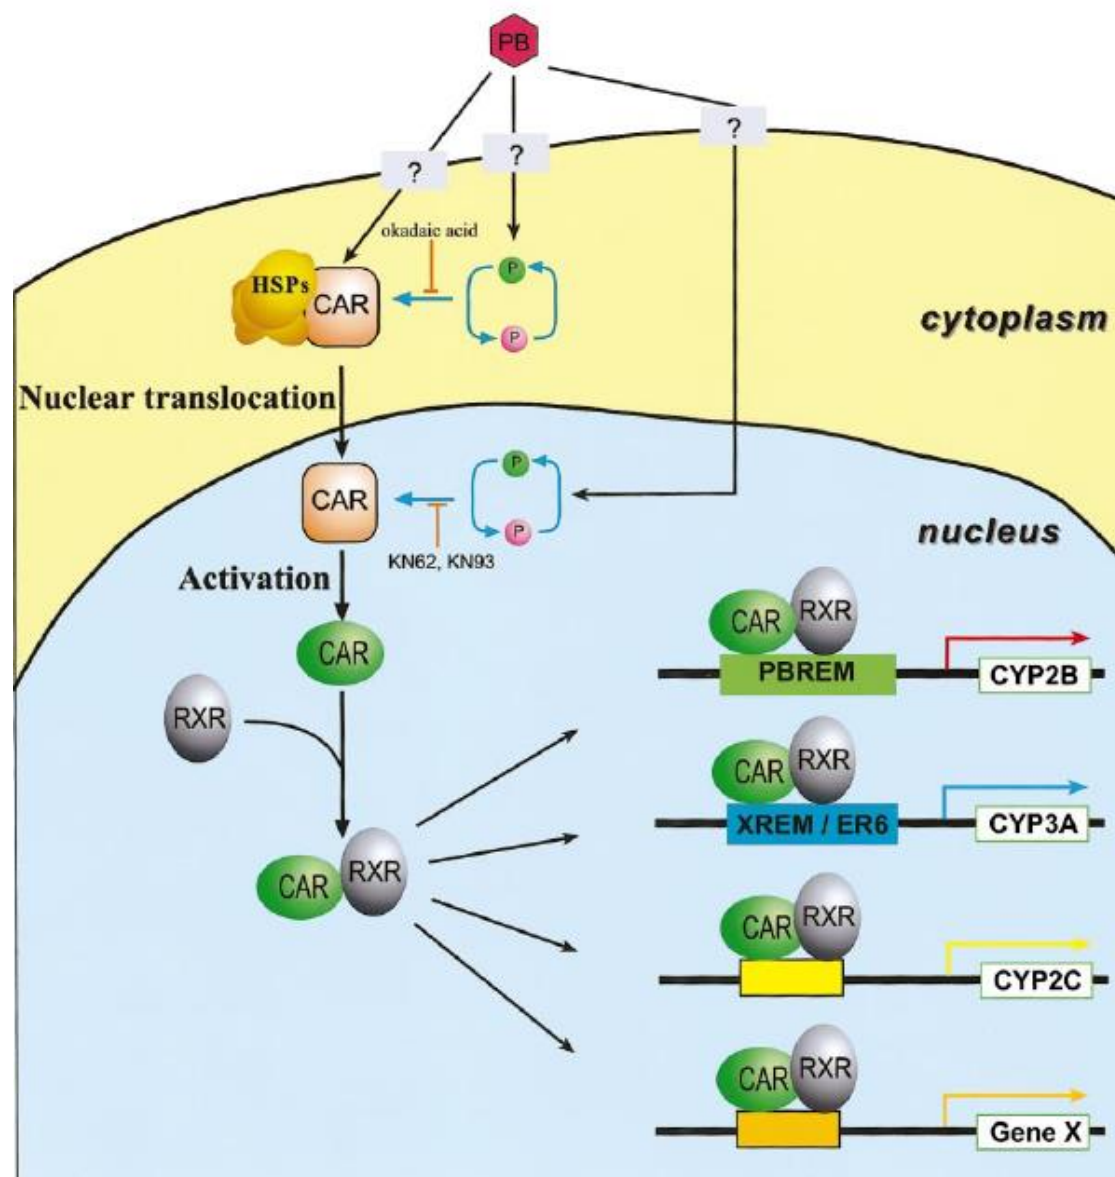 PB
?
?
?
okadaic acid
HSPs
CAR
P
P
cytoplasm
Nuclear translocation
CAR
P
P
KN62, KN93
nucleus
Activation
CAR
RXR
CAR
RXR
CAR
RXR
PBREM
CYP2B
CAR
RXR
XREM / ER6
CYP3A
CAR
RXR
CYP2C
CAR
RXR
Gene X